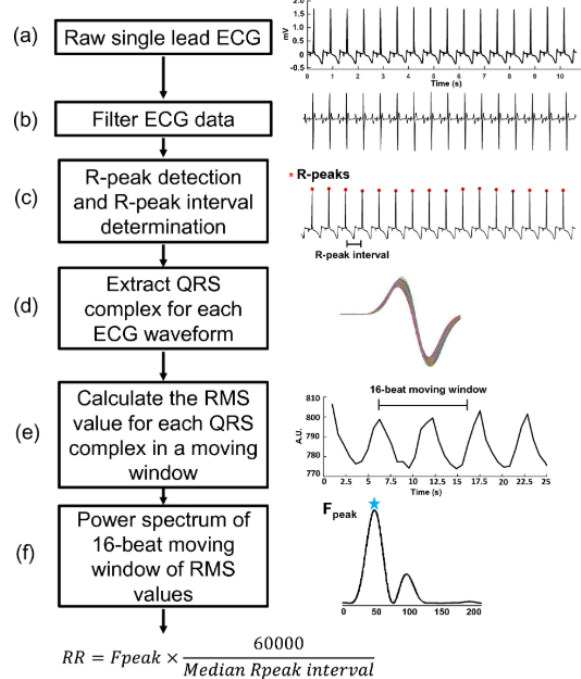 (a)
Raw single lead ECG
mV
2.0
1.5
1.0
0.5
0
-0.5
0 1 2 3 4 5 6 7 8 9 10
Time (s)
(b)
Filter ECG data
(c)
R-peak detection
and R-peak interval
determination
* R-peaks
R-peak interval
(d)
Extract QRS
complex for each
ECG waveform
(e)
Calculate the RMS
value for each QRS
complex in a moving
window
16-beat moving window
A.U.
810
800
790
780
770
0 2.5 5 7.5 10 12.5 15 17.5 20 22.5 25
Time (s)
(f)
Power spectrum of
16-beat moving
window of RMS
values
Fpeak
0 50 100 150 200
RR = Fpeak × 60000
Median Rpeak interval